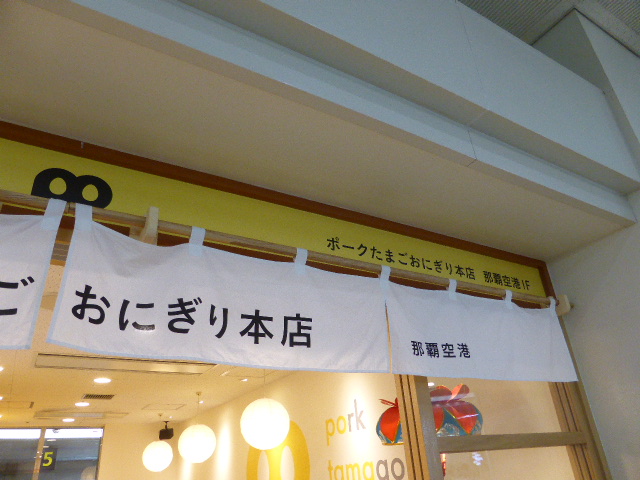 ポークたまごおにぎり本店 那覇空港1F
ご
おにぎり本店
那覇空港
pork
tamago
5